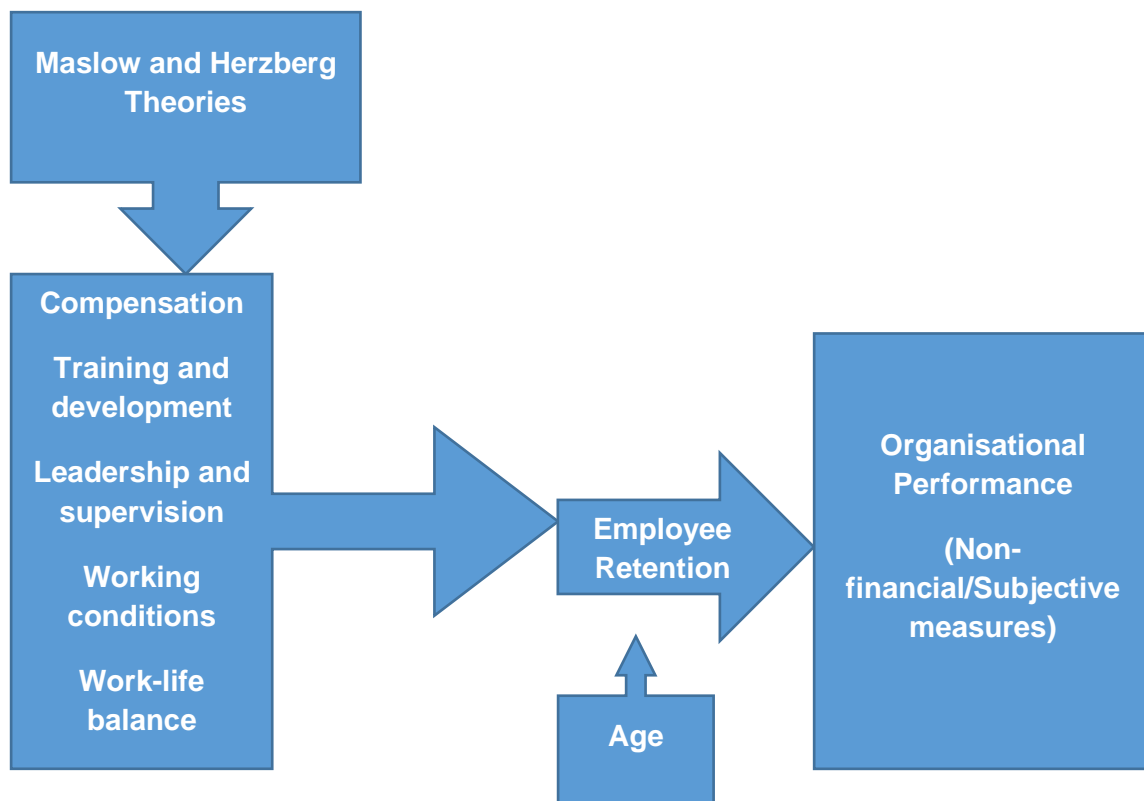 Maslow and Herzberg
Theories
Compensation
Training and
development
Leadership and
supervision
Working
conditions
Work-life
balance
Employee
Retention
Age
Organisational
Performance
(Non-
financial/Subjective
measures)